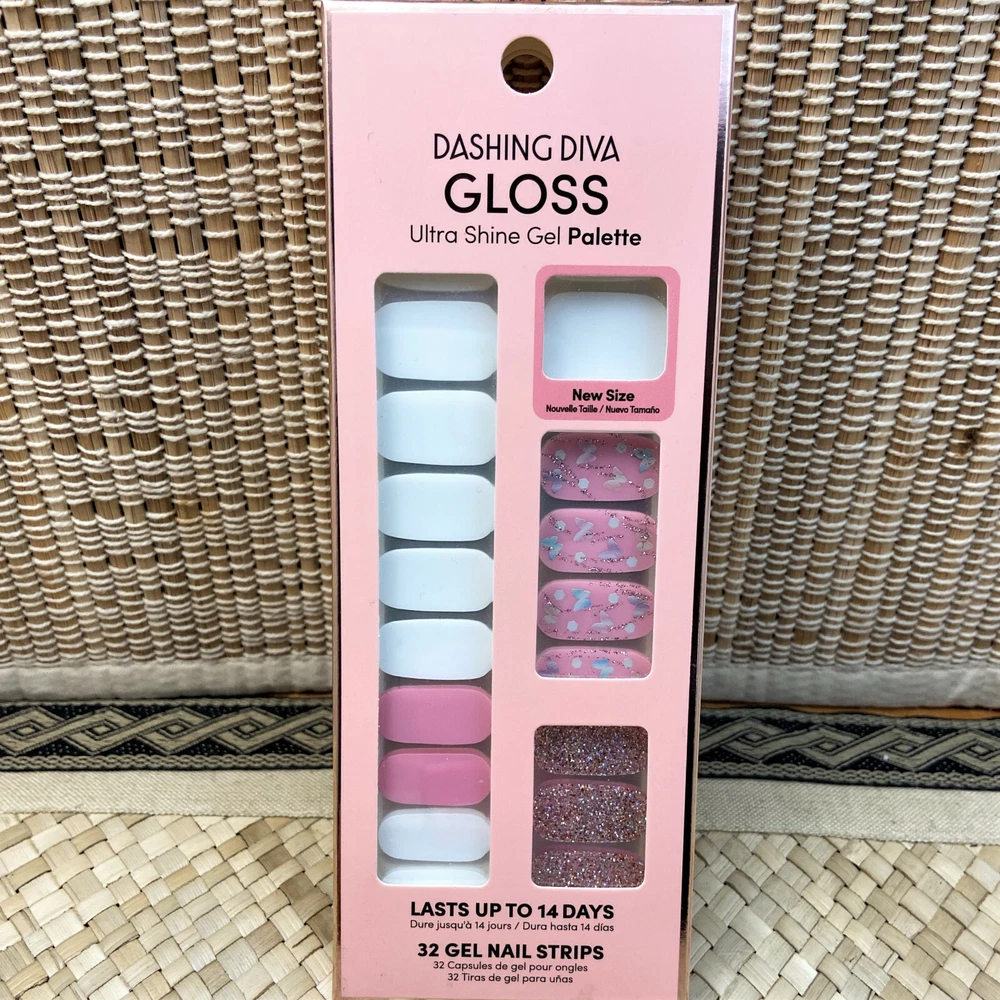 DASHING DIVA
GLOSS
Ultra Shine Gel Palette
New Size
Nouvelle Taille / Nuevo Tamaño
LASTS UP TO 14 DAYS
Dure jusqu'à 14 jours / Dura hasta 14 días
32 GEL NAIL STRIPS
32 Capsules de gel pour ongles
32 Tiras de gel para uñas